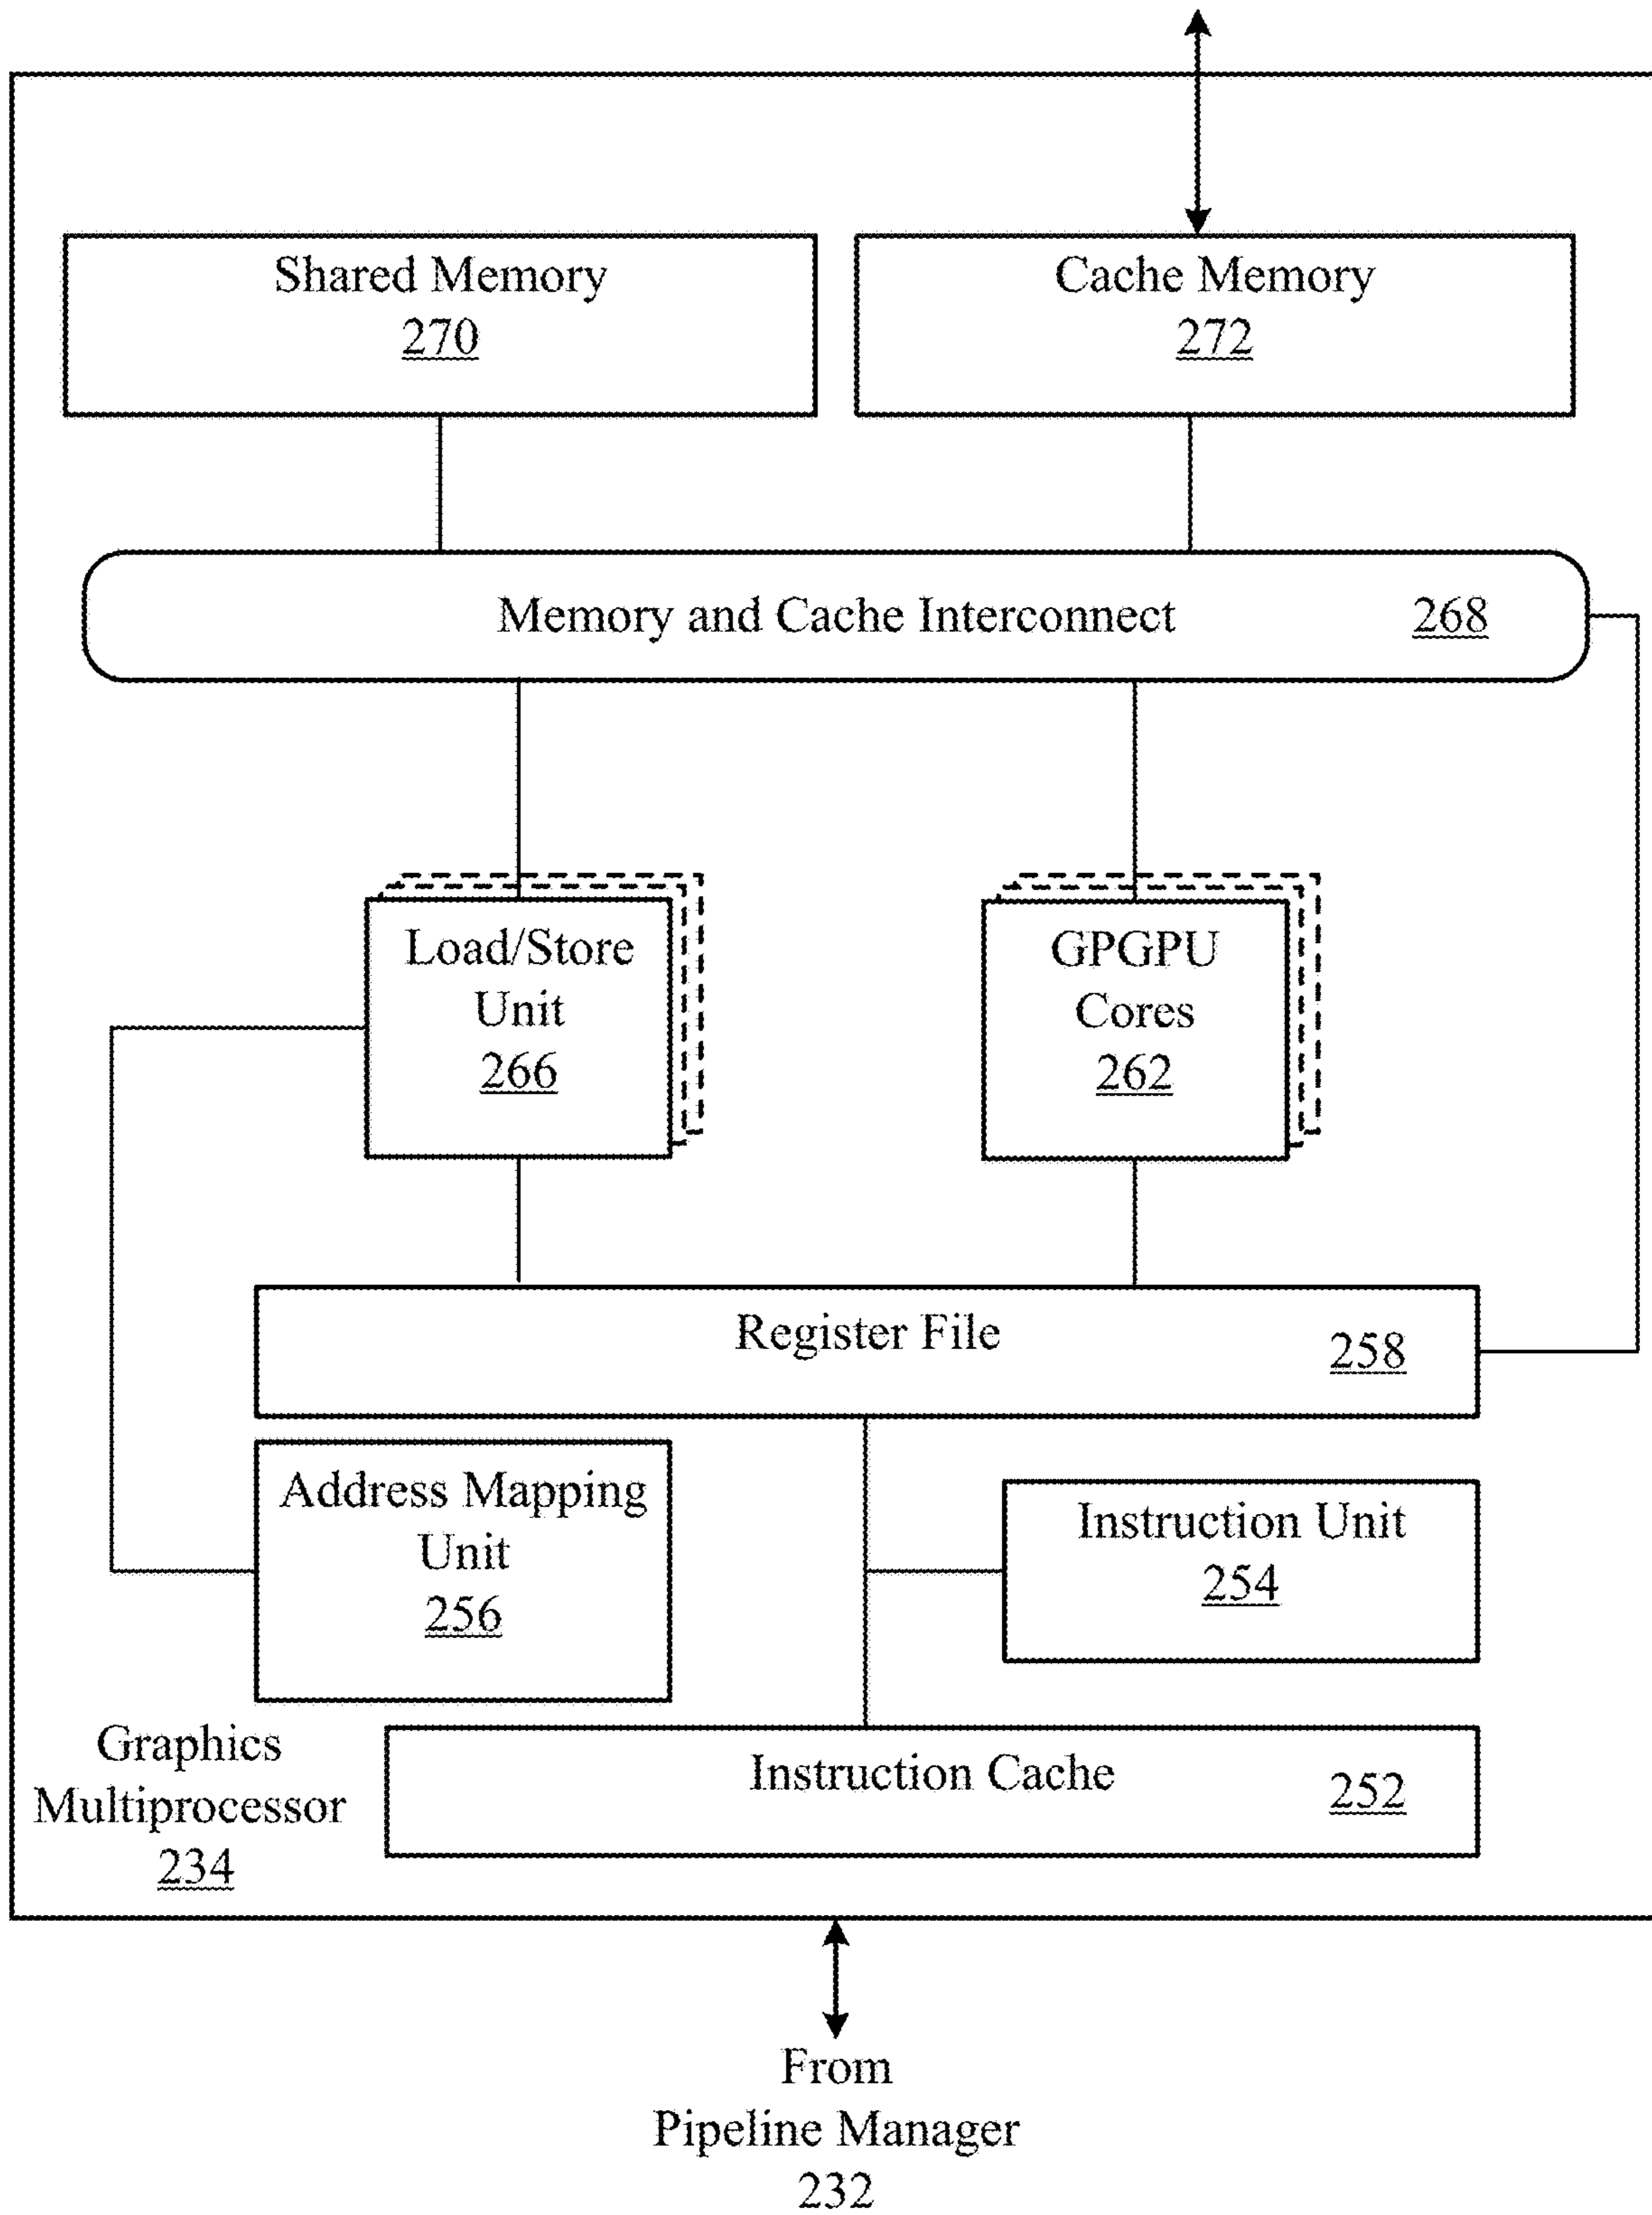 Shared Memory
270
Cache Memory
272
Memory and Cache Interconnect 268
Load/Store
Unit
266
GPGPU
Cores
262
Register File 258
Address Mapping
Unit
256
Instruction Unit
254
Graphics
Multiprocessor
234
Instruction Cache 252
From
Pipeline Manager
232